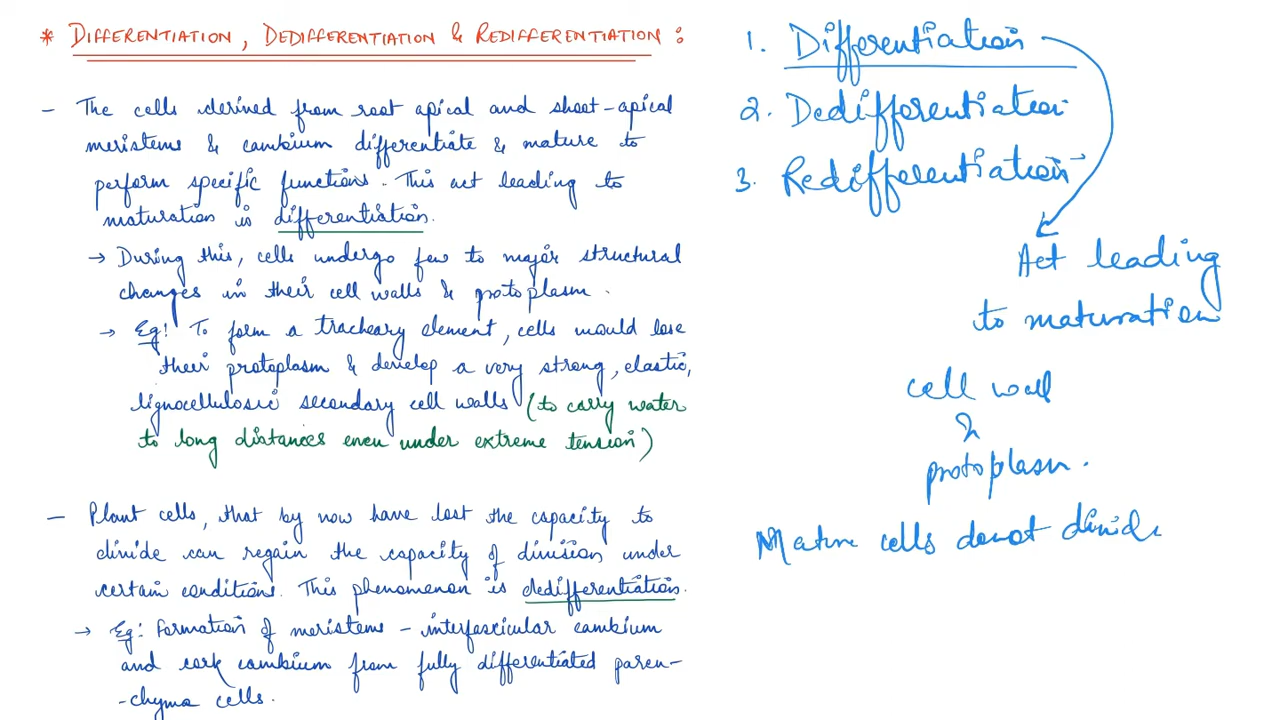 * DIFFERENTIATION, DEDIFFERENTIATION & REDIFFERENTIATION :
- The cells derived from root apical and shoot-apical
meristems & cambium differentiate & mature to
perform specific functions. This act leading to
maturation is differentiation.
→ During this, cells undergo few to major structural
changes in their cell walls & protoplasm.
→ Eg: To form a tracheary element, cells would lose
their protoplasm & develop a very strong, elastic,
lignocellulosic secondary cell walls (to carry water
to long distances even under extreme tension)
- Plant cells, that by now have lost the capacity to
divide can regain the capacity of division under
certain conditions. This phenomenon is dedifferentiation.
→ Eg: Formation of meristems - interfascicular cambium
and cork cambium from fully differentiated paren-
-chyma cells.
1. Differentiation
2. Dedifferentiation
3. Redifferentiation
Act leading
to maturation
cell wall
&
protoplasm.
Mature cells donot divide